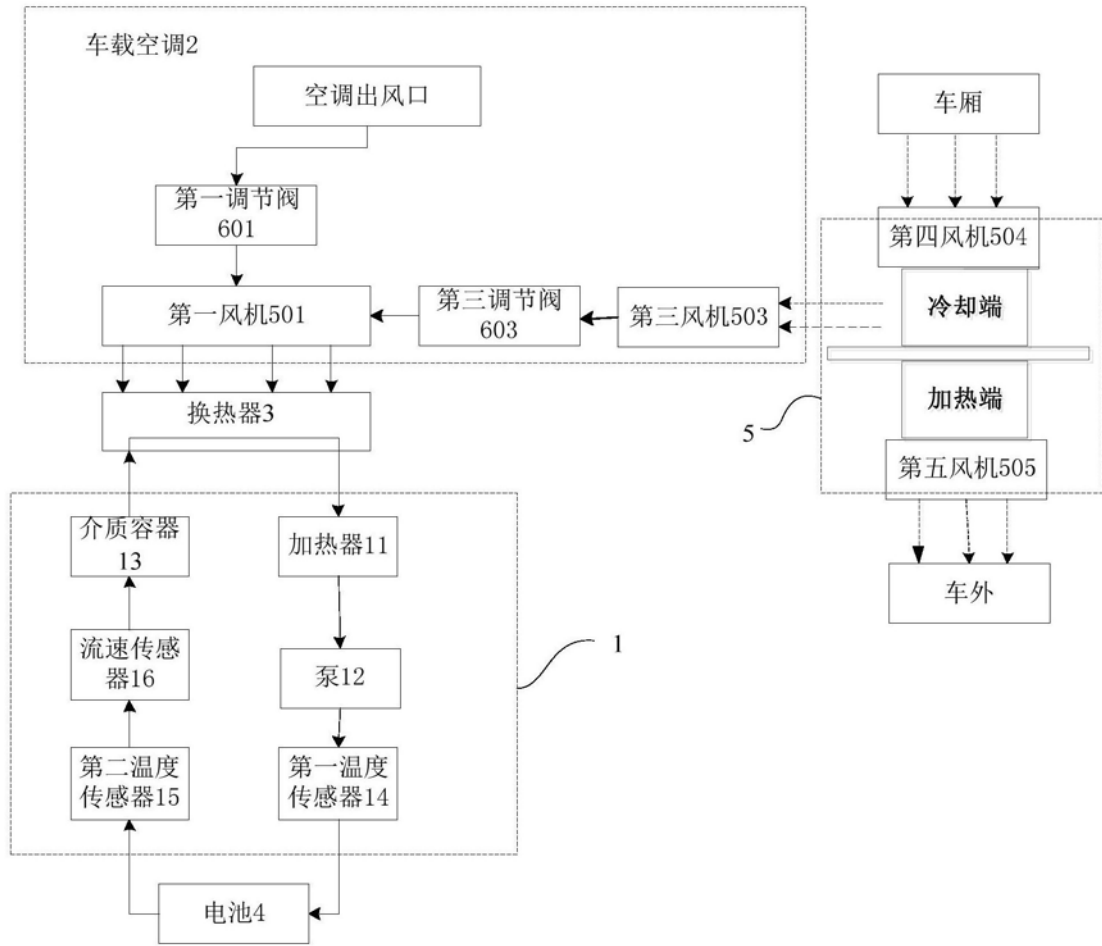 车载空调2
空调出风口
车厢
第一调节阀
601
第四风机504
冷却端
第一风机501
第三调节阀
603
第三风机503
加热端
换热器3
5
第五风机505
介质容器
13
加热器11
车外
流速传感
器16
泵12
1
第二温度
传感器15
第一温度
传感器14
电池4